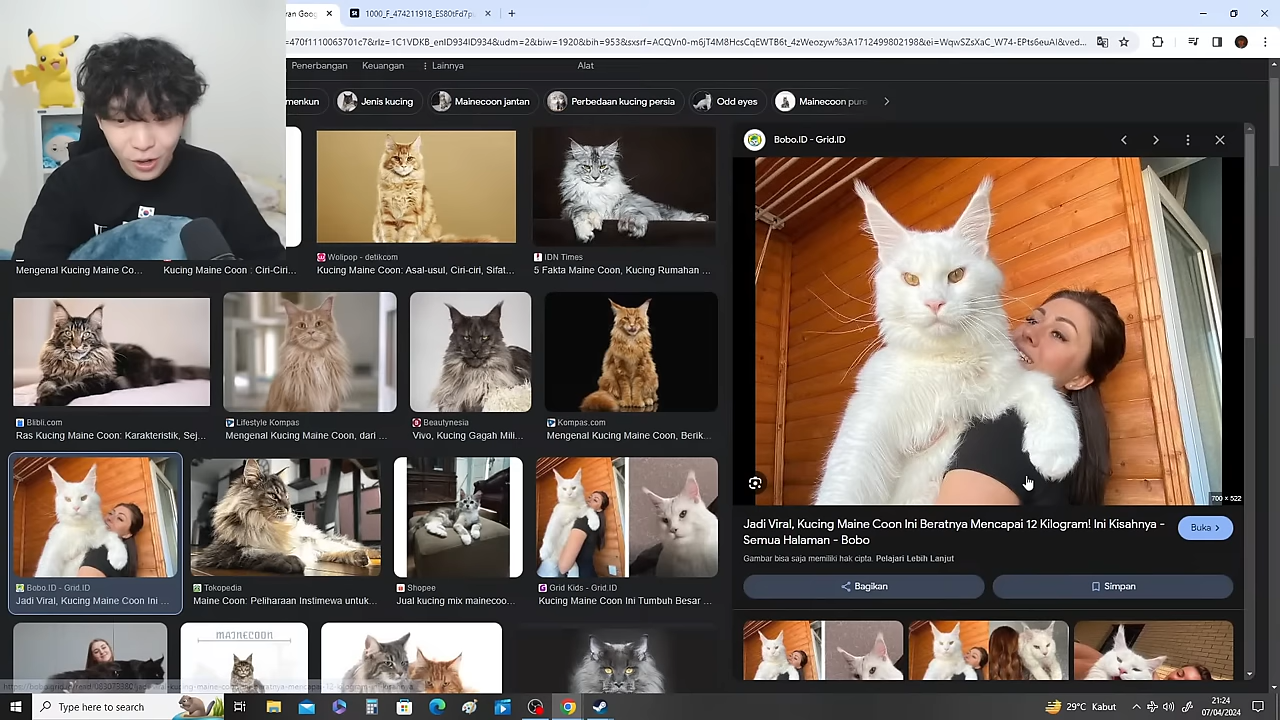 ran Goo
1000_F_474211918_ES80tFd7p
Penerbangan
Keuangan
Lainnya
Alat
menkun
Jenis kucing
Mainecoon jantan
Perbedaan kucing persia
Odd eyes
Mainecoon pure
Mengenal Kucing Maine Co...
Kucing Maine Coon : Ciri-Ciri...
Wolipop - detikcom
Kucing Maine Coon: Asal-usul, Ciri-ciri, Sifat...
IDN Times
5 Fakta Maine Coon, Kucing Rumahan ...
Blibli.com
Ras Kucing Maine Coon: Karakteristik, Sej...
Lifestyle Kompas
Mengenal Kucing Maine Coon, dari ...
Beautynesia
Vivo, Kucing Gagah Mili...
Kompas.com
Mengenal Kucing Maine Coon, Berik...
Bobo.ID - Grid.ID
Jadi Viral, Kucing Maine Coon Ini ...
Tokopedia
Maine Coon: Peliharaan Instimewa untuk...
Shopee
Jual kucing mix mainecoo...
Grid Kids - Grid.ID
Kucing Maine Coon Ini Tumbuh Besar ...
MAINECOON
Bobo.ID - Grid.ID
700 × 522
Jadi Viral, Kucing Maine Coon Ini Beratnya Mencapai 12 Kilogram! Ini Kisahnya -
Semua Halaman - Bobo
Buka
Gambar bisa saja memiliki hak cipta. Pelajari Lebih Lanjut
Bagikan
Simpan
Type here to search
29°C Kabut
21:24
07/04/2024